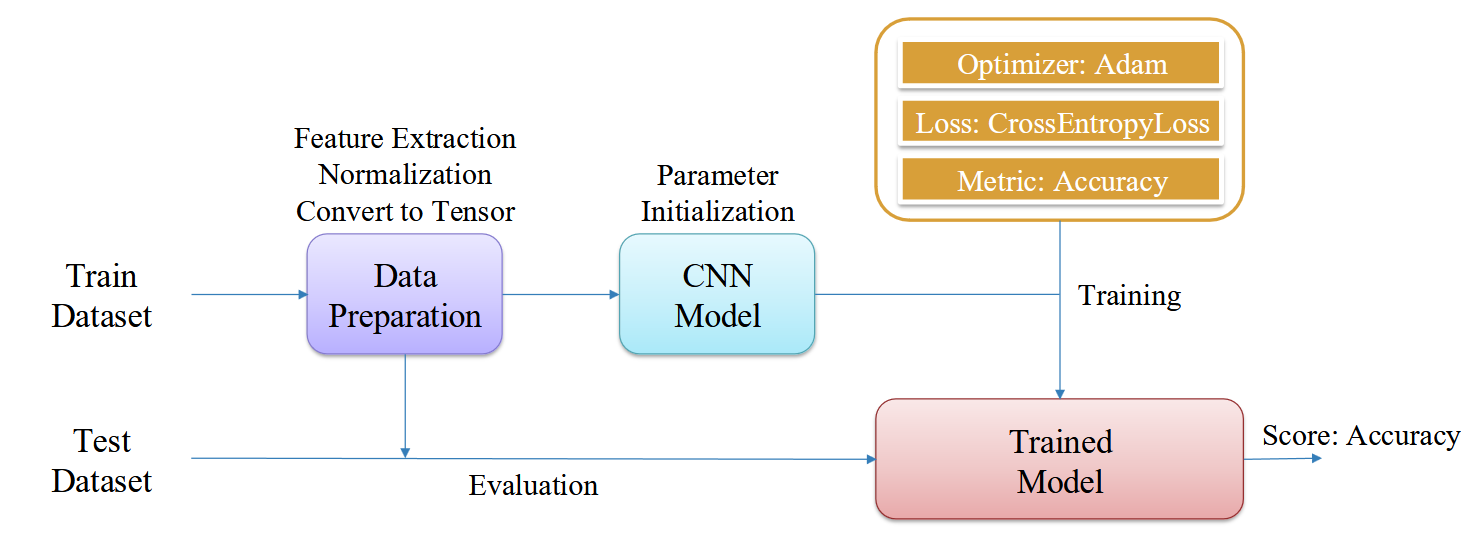 Optimizer: Adam
Loss: CrossEntropyLoss
Metric: Accuracy
Feature Extraction
Normalization
Convert to Tensor
Parameter
Initialization
Train
Dataset
Data
Preparation
CNN
Model
Training
Test
Dataset
Evaluation
Trained
Model
Score: Accuracy